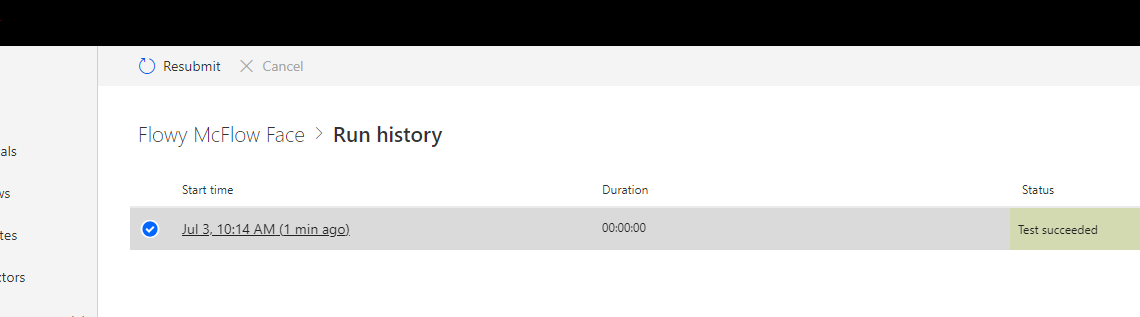 Resubmit Cancel
Flowy McFlow Face > Run history
als
Start time Duration Status
vs
Jul 3, 10:14 AM (1 min ago) 00:00:00 Test succeeded
tes
ctors